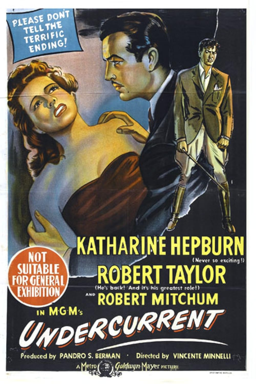 PLEASE DON'T
TELL THE
TERRIFIC
ENDING!
KATHARINE HEPBURN
(Never so exciting!)
ROBERT TAYLOR
(He's back! And it's his greatest role!)
AND ROBERT MITCHUM
NOT
SUITABLE
FOR GENERAL
EXHIBITION
IN MGM's
UNDERCURRENT
Produced by PANDRO S. BERMAN Directed by VINCENTE MINNELLI
A Metro Goldwyn Mayer PICTURE